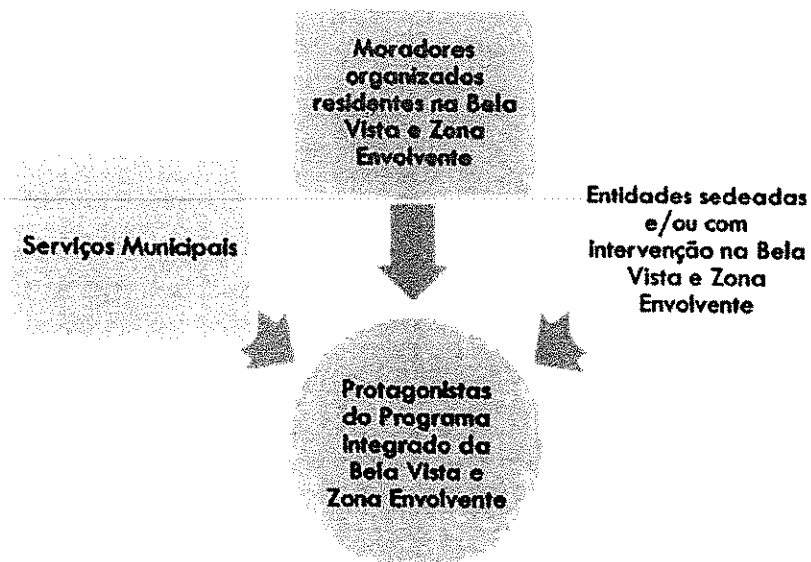 Moradores
organizados
residentes na Bela
Vista e Zona
Envolvente
Serviços Municipais
Entidades sedeadas
e/ou com
intervenção na Bela
Vista e Zona
Envolvente
Protagonistas
do Programa
Integrado da
Bela Vista e
Zona Envolvente